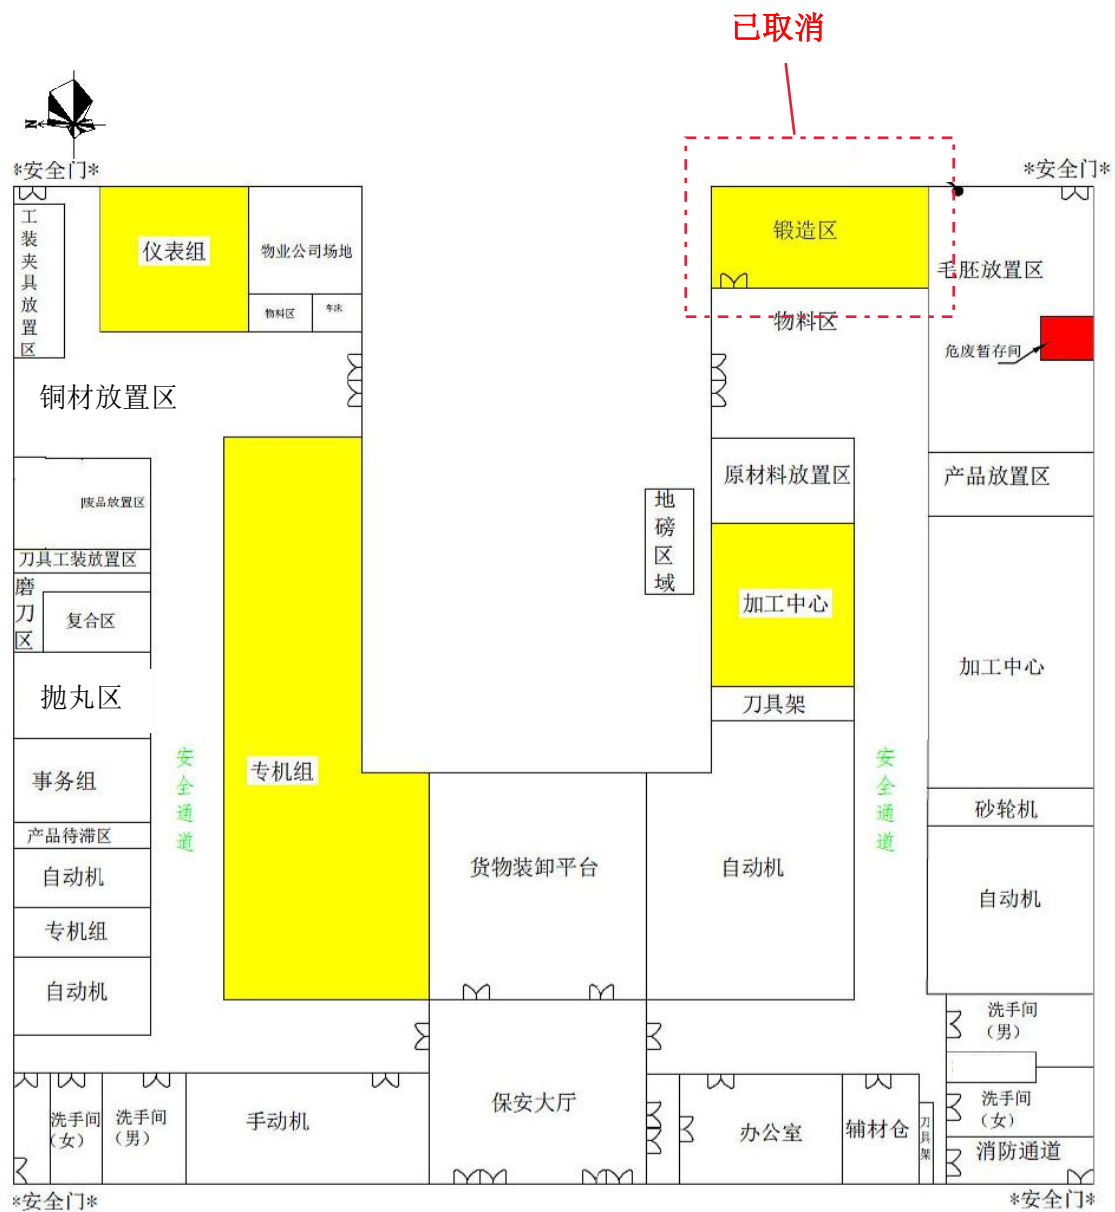 已取消
N
*安全门*
*安全门*
工装夹具放置区
仪表组
物业公司场地
物料区
车床
锻造区
物料区
毛胚放置区
危废暂存间
铜材放置区
废品放置区
刀具工装放置区
磨刀区
复合区
抛丸区
事务组
产品待滞区
自动机
专机组
自动机
安全通道
专机组
货物装卸平台
地磅区域
原材料放置区
加工中心
刀具架
自动机
安全通道
产品放置区
加工中心
砂轮机
自动机
洗手间
（男）
洗手间
（女）
消防通道
洗手间
（女）
洗手间
（男）
手动机
保安大厅
办公室
辅材仓
刀具架
*安全门*
*安全门*